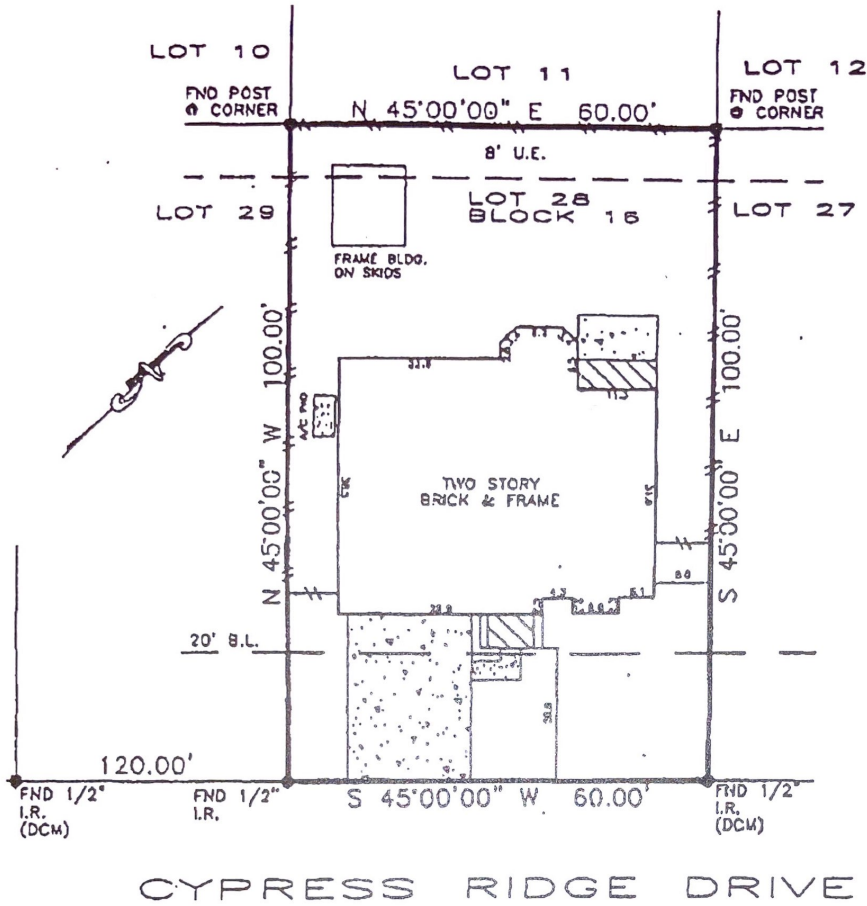 LOT 10
LOT 11
LOT 12
FND POST
@ CORNER
N 45°00'00" E 60.00'
FND POST
@ CORNER
8' U.E.
LOT 29
LOT 28
BLOCK 16
LOT 27
FRAME BLDG.
ON SKIDS
N 45°00'00" W 100.00'
S 45°00'00" E 100.00'
A/C PAD
TWO STORY
BRICK & FRAME
20' B.L.
120.00'
FND 1/2"
I.R.
(DCM)
FND 1/2"
I.R.
S 45°00'00" W 60.00'
FND 1/2"
I.R.
(DCM)
CYPRESS RIDGE DRIVE